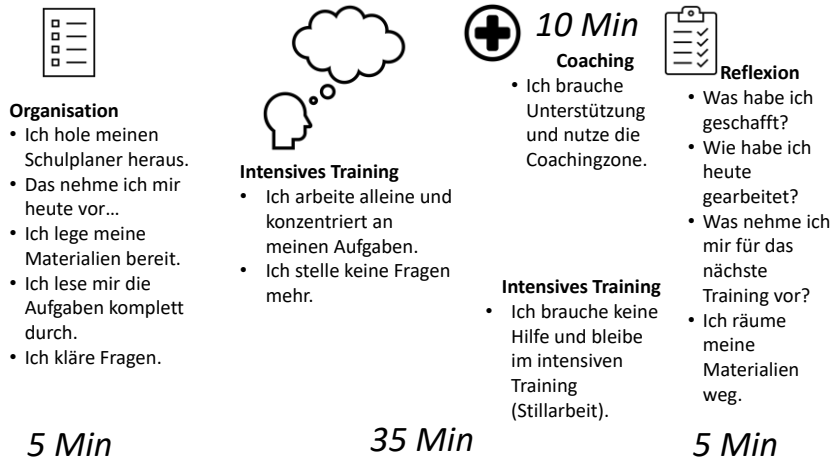 Organisation
• Ich hole meinen
Schulplaner heraus.
• Das nehme ich mir
heute vor…
• Ich lege meine
Materialien bereit.
• Ich lese mir die
Aufgaben komplett
durch.
• Ich kläre Fragen.
5 Min
Intensives Training
• Ich arbeite alleine und
konzentriert an
meinen Aufgaben.
• Ich stelle keine Fragen
mehr.
35 Min
10 Min
Coaching
• Ich brauche
Unterstützung
und nutze die
Coachingzone.
Intensives Training
• Ich brauche keine
Hilfe und bleibe
im intensiven
Training
(Stillarbeit).
Reflexion
• Was habe ich
geschafft?
• Wie habe ich
heute
gearbeitet?
• Was nehme ich
mir für das
nächste
Training vor?
• Ich räume
meine
Materialien
weg.
5 Min